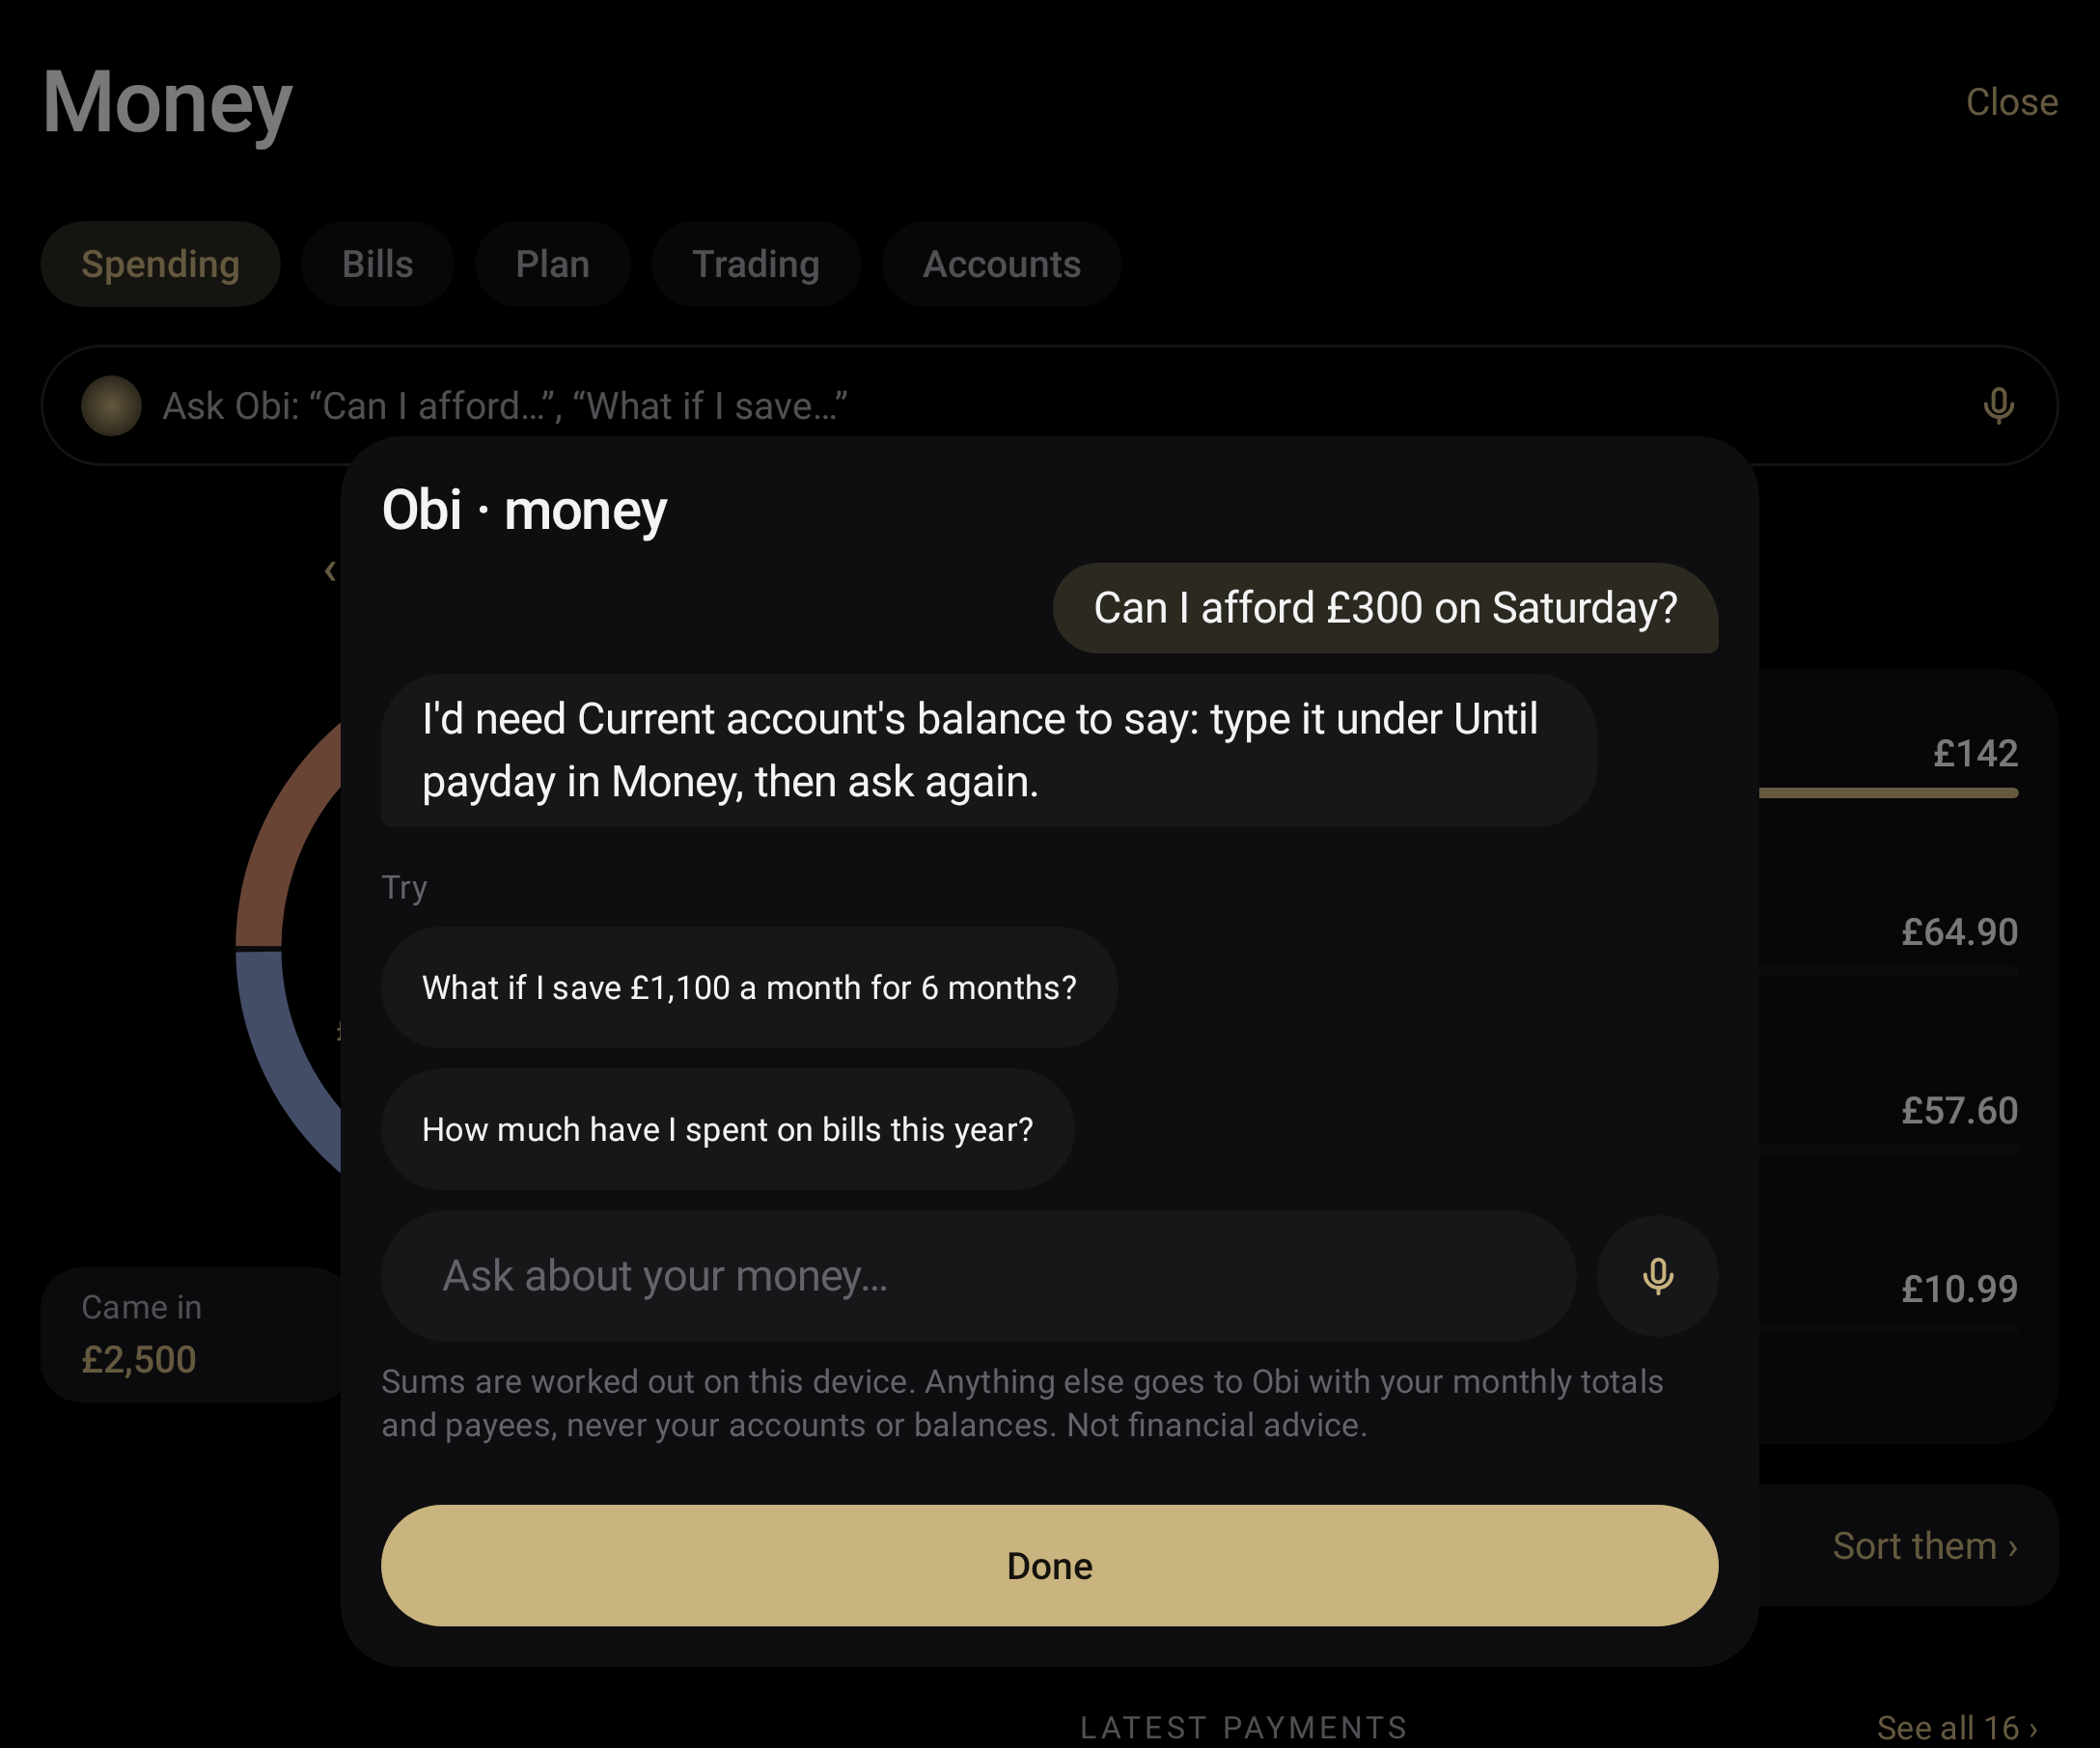 Money
Close
Spending
Bills
Plan
Trading
Accounts
Ask Obi: “Can I afford…”, “What if I save…”
Obi · money
‹
Can I afford £300 on Saturday?
I'd need Current account's balance to say: type it under Until
payday in Money, then ask again.
£142
Try
£64.90
What if I save £1,100 a month for 6 months?
How much have I spent on bills this year?
£57.60
Ask about your money…
£10.99
Came in
£2,500
Sums are worked out on this device. Anything else goes to Obi with your monthly totals
and payees, never your accounts or balances. Not financial advice.
Done
Sort them ›
LATEST PAYMENTS
See all 16 ›